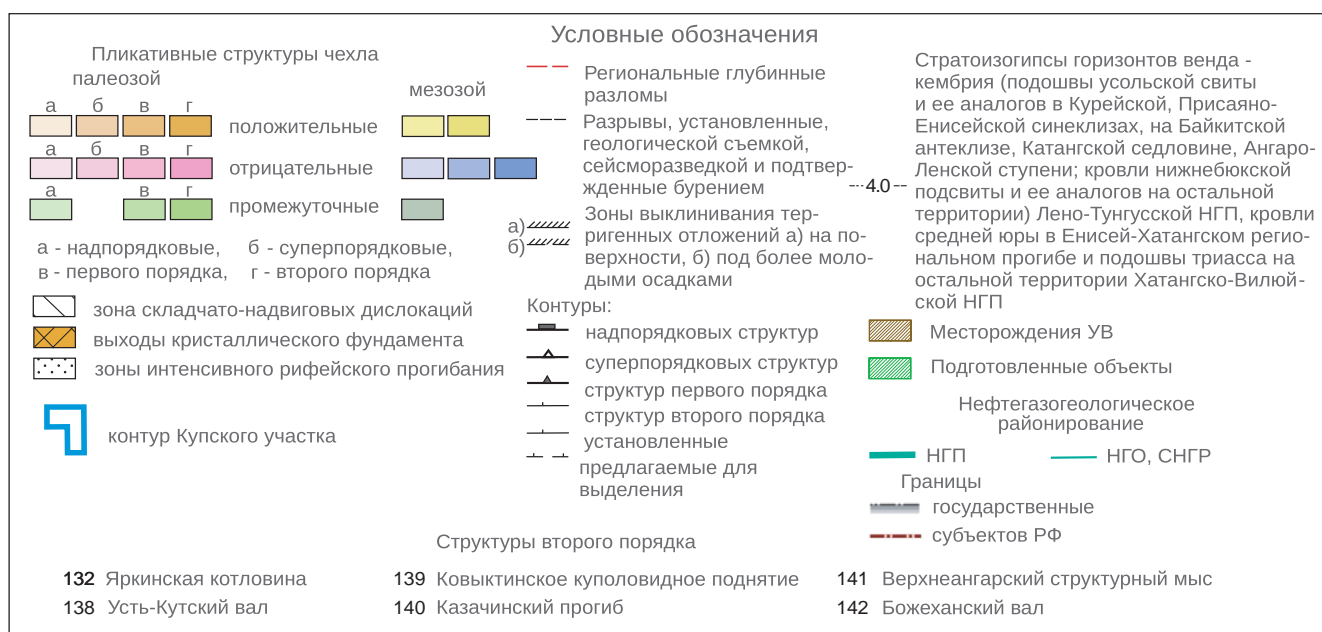 Условные обозначения
Пликативные структуры чехла
палеозой
мезозой
а б в г
положительные
а б в г
отрицательные
а в г
промежуточные
а - надпорядковые, б - суперпорядковые,
в - первого порядка, г - второго порядка
зона складчато-надвиговых дислокаций
выходы кристаллического фундамента
зоны интенсивного рифейского прогибания
контур Купского участка
Региональные глубинные
разломы
Разрывы, установленные,
геологической съемкой,
сейсморазведкой и подтвер-
жденные бурением
а)
б)
Зоны выклинивания тер-
ригенных отложений а) на по-
верхности, б) под более моло-
дыми осадками
Контуры:
надпорядковых структур
суперпорядковых структур
структур первого порядка
структур второго порядка
установленные
предлагаемые для
выделения
4.0
Стратоизогипсы горизонтов венда -
кембрия (подошвы усольской свиты
и ее аналогов в Курейской, Присаяно-
Енисейской синеклизах, на Байкитской
антеклизе, Катангской седловине, Ангаро-
Ленской ступени; кровли нижнебюкской
подсвиты и ее аналогов на остальной
территории) Лено-Тунгусской НГП, кровли
средней юры в Енисей-Хатангском регио-
нальном прогибе и подошвы триасса на
остальной территории Хатангско-Вилюй-
ской НГП
Месторождения УВ
Подготовленные объекты
Нефтегазогеологическое
районирование
НГП НГО, СНГР
Границы
государственные
субъектов РФ
Структуры второго порядка
132 Яркинская котловина
138 Усть-Кутский вал
139 Ковыктинское куполовидное поднятие
140 Казачинский прогиб
141 Верхнеангарский структурный мыс
142 Божеханский вал